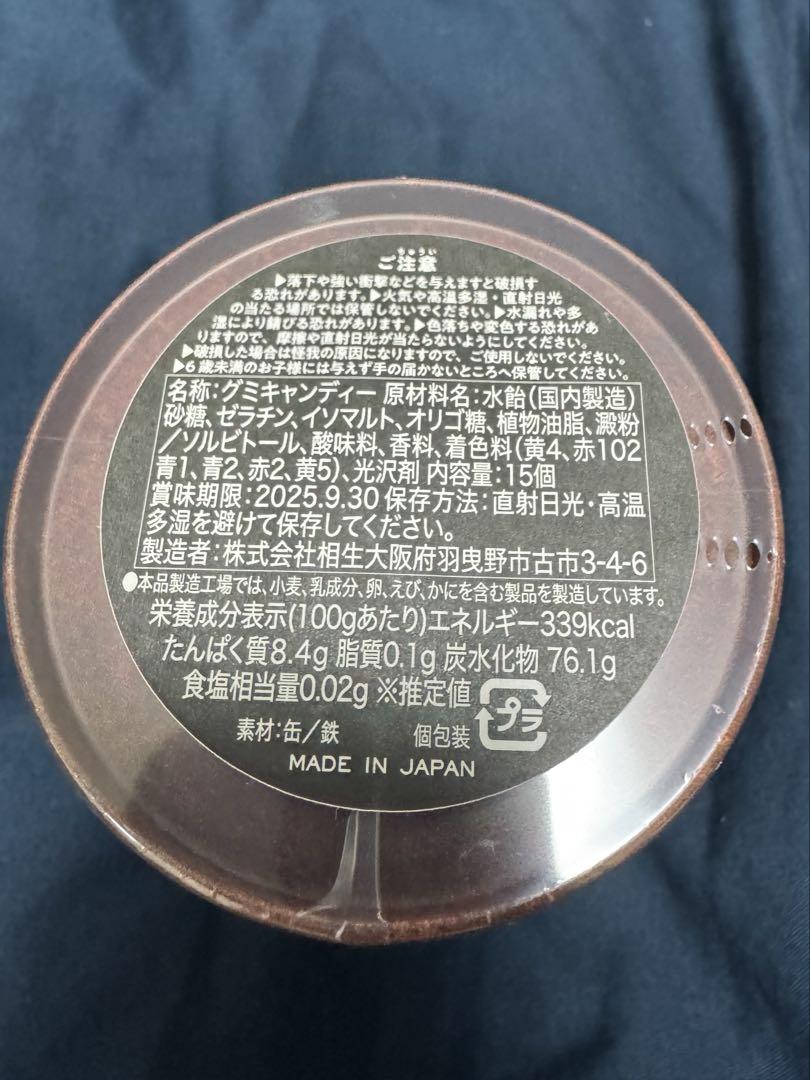 ちゅうい
ご注意
▶落下や強い衝撃などを与えますと破損す
る恐れがあります。▶火気や高温多湿・直射日光
の当たる場所では保管しないでください。▶水漏れや多
湿により錆びる恐れがあります。▶色落ちや変色する恐れがあ
りますので、摩擦や直射日光が当たらないようにしてください。
▶破損した場合は怪我の原因になりますので、ご使用しないでください。
▶6歳未満のお子様には与えず手の届かないところへ保管してください。
名称:グミキャンディー 原材料名:水飴(国内製造)
砂糖、ゼラチン、イソマルト、オリゴ糖、植物油脂、澱粉
/ソルビトール、酸味料、香料、着色料(黄4、赤102
青1、青2、赤2、黄5)、光沢剤 内容量:15個
賞味期限:2025.9.30 保存方法:直射日光・高温
多湿を避けて保存してください。
製造者:株式会社相生大阪府羽曳野市古市3-4-6
●本品製造工場では、小麦、乳成分、卵、えび、かにを含む製品を製造しています。
栄養成分表示(100gあたり)エネルギー339kcal
たんぱく質8.4g 脂質0.1g 炭水化物 76.1g
食塩相当量0.02g ※推定値 プラ
素材:缶/鉄 個包装
MADE IN JAPAN